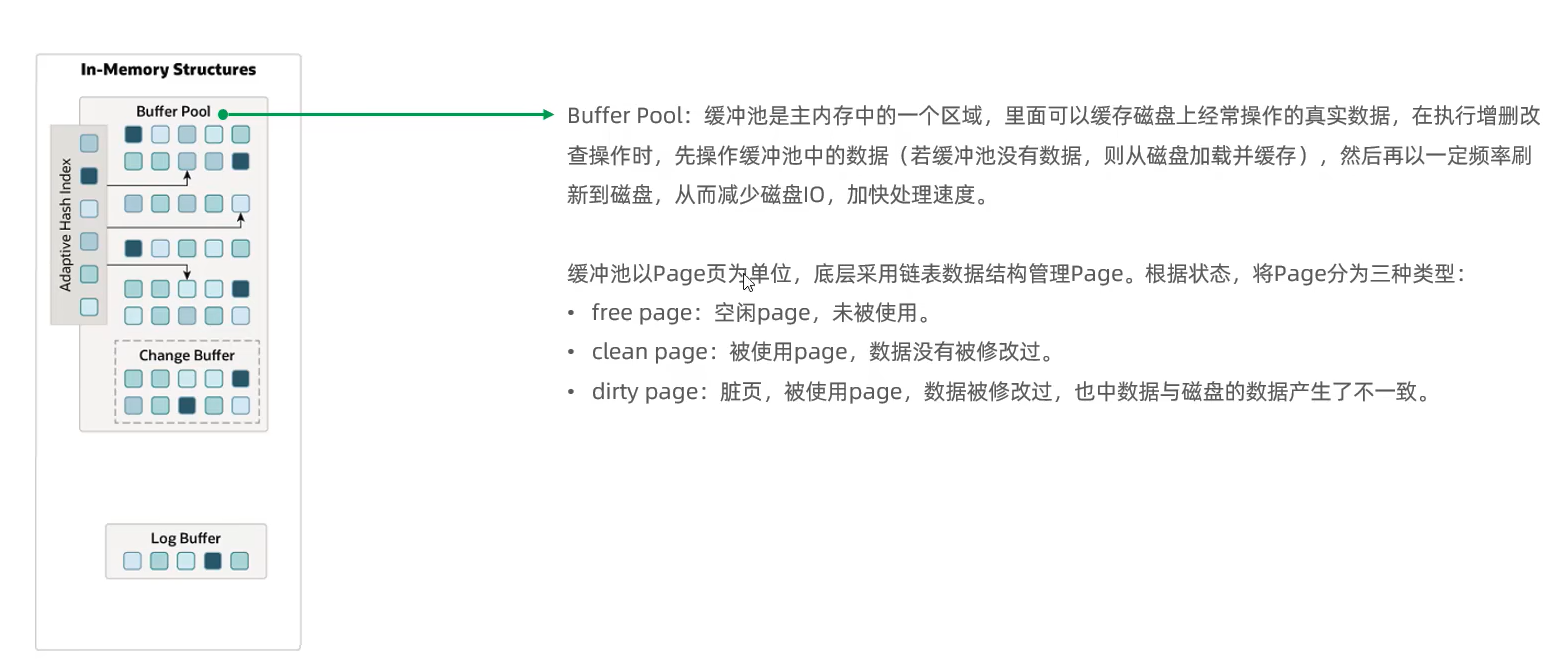 In-Memory Structures
Buffer Pool
Adaptive Hash Index
Change Buffer
Log Buffer
Buffer Pool：缓冲池是主内存中的一个区域，里面可以缓存磁盘上经常操作的真实数据，在执行增删改
查操作时，先操作缓冲池中的数据（若缓冲池没有数据，则从磁盘加载并缓存），然后再以一定频率刷
新到磁盘，从而减少磁盘IO，加快处理速度。
缓冲池以Page页为单位，底层采用链表数据结构管理Page。根据状态，将Page分为三种类型：
• free page：空闲page，未被使用。
• clean page：被使用page，数据没有被修改过。
• dirty page：脏页，被使用page，数据被修改过，也中数据与磁盘的数据产生了不一致。